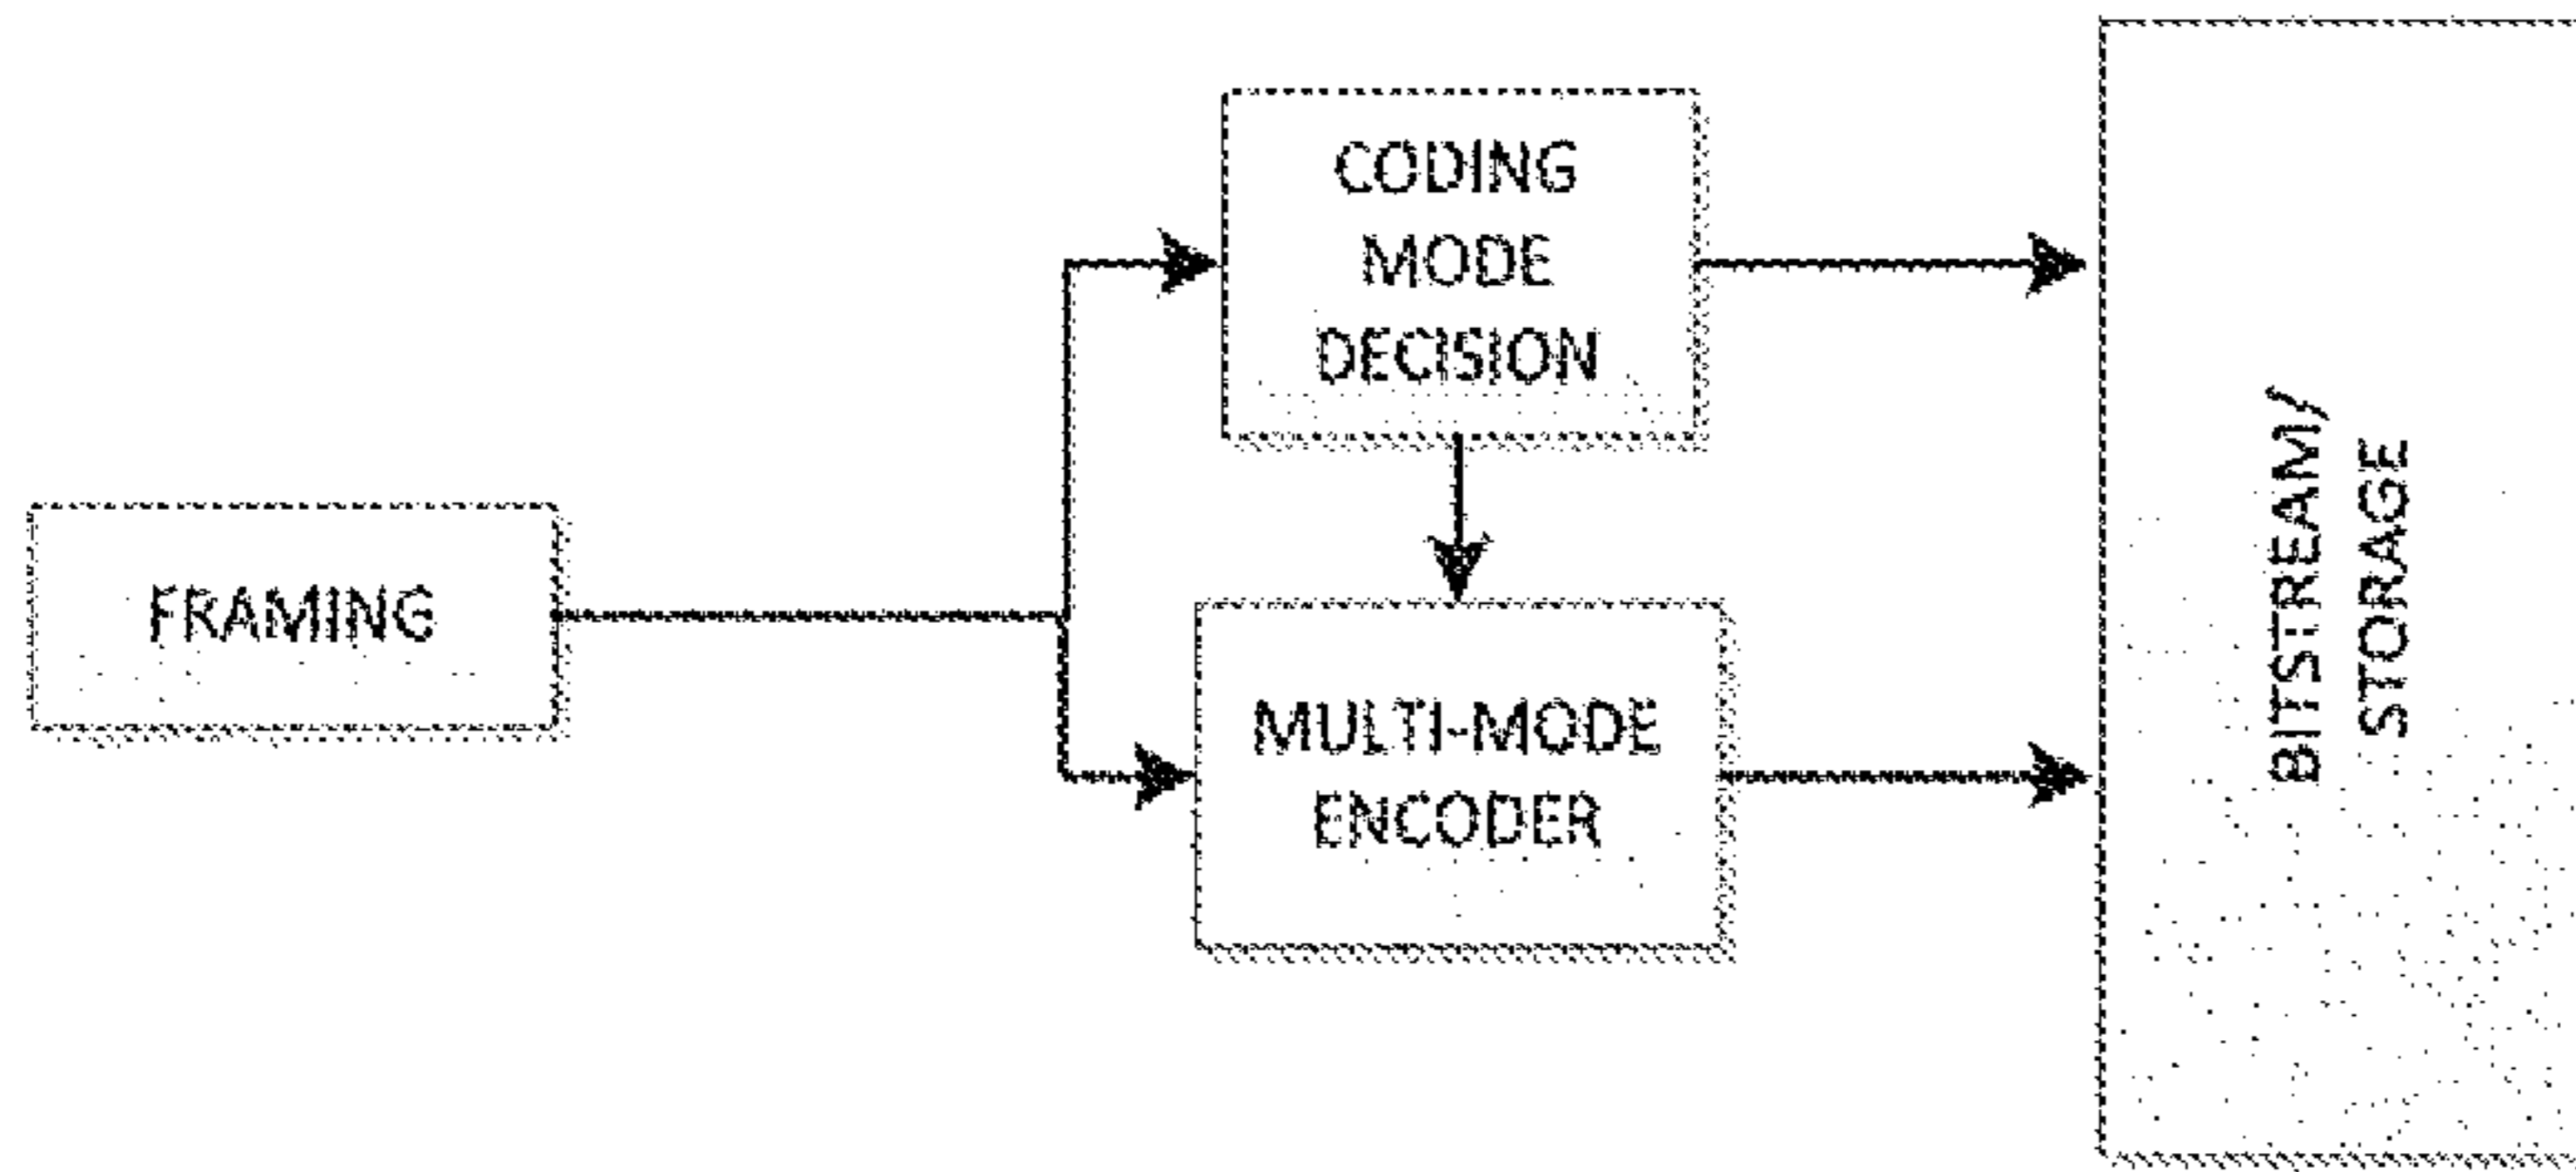 FRAMING
CODING
MODE
DECISION
MULTI-MODE
ENCODER
BITSTREAM/
STORAGE